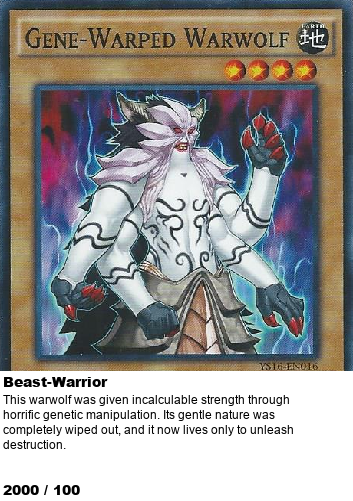 GENE-WARPED WARWOLF
EARTH
地
YS16-EN016
Beast-Warrior
This warwolf was given incalculable strength through
horrific genetic manipulation. Its gentle nature was
completely wiped out, and it now lives only to unleash
destruction.
2000 / 100